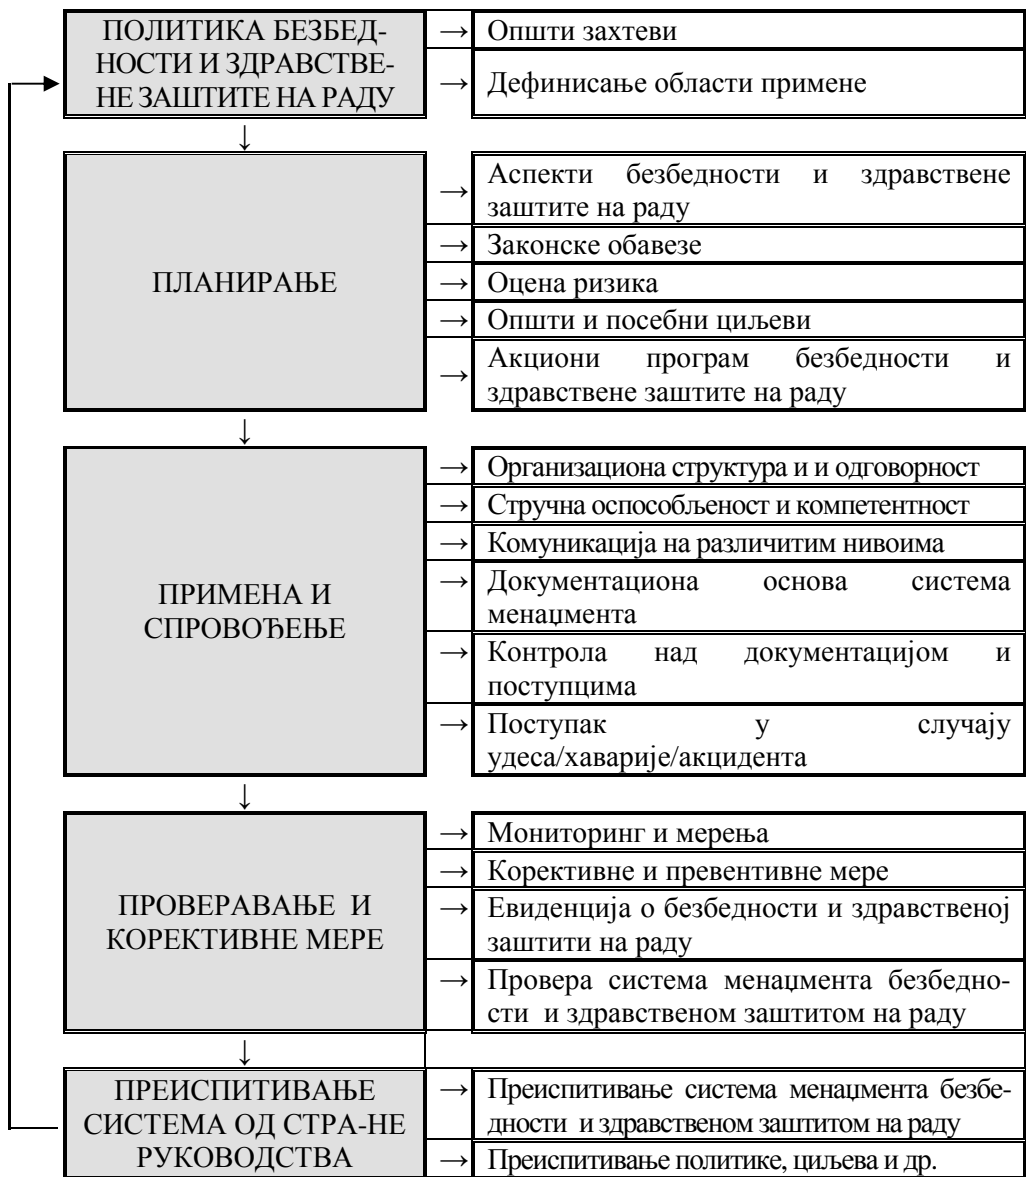 ПОЛИТИКА БЕЗБЕД-
НОСТИ И ЗДРАВСТВЕ-
НЕ ЗАШТИТЕ НА РАДУ
→ Општи захтеви
→ Дефинисање области примене
↓
ПЛАНИРАЊЕ
→ Аспекти безбедности и здравствене
заштите на раду
→ Законске обавезе
→ Оцена ризика
→ Општи и посебни циљеви
→ Акциони програм безбедности и
здравствене заштите на раду
↓
ПРИМЕНА И
СПРОВОЂЕЊЕ
→ Организациона структура и и одговорност
→ Стручна оспособљеност и компетентност
→ Комуникација на различитим нивоима
→ Документациона основа система
менаџмента
→ Контрола над документацијом и
поступцима
→ Поступак у случају
удеса/хаварије/акцидента
↓
ПРОВЕРАВАЊЕ И
КОРЕКТИВНЕ МЕРЕ
→ Мониторинг и мерења
→ Корективне и превентивне мере
→ Евиденција о безбедности и здравственој
заштити на раду
→ Провера система менаџмента безбедно-
сти и здравственом заштитом на раду
↓
ПРЕИСПИТИВАЊЕ
СИСТЕМА ОД СТРА-НЕ
РУКОВОДСТВА
→ Преиспитивање система менаџмента безбе-
дности и здравственом заштитом на раду
→ Преиспитивање политике, циљева и др.